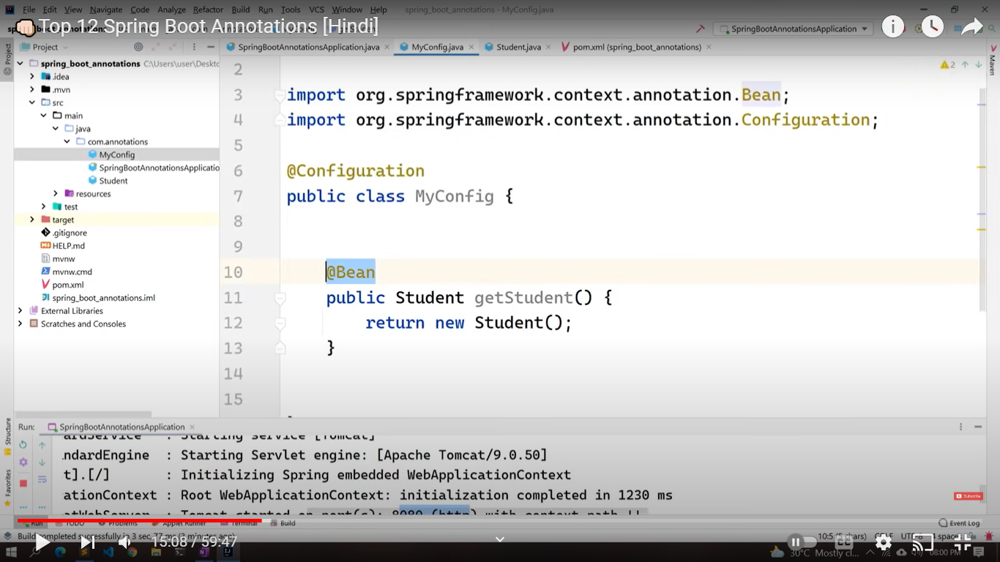 File Edit View Navigate Code Analyze Refactor Build Run Tools VCS Window Help spring_boot_annotations - MyConfig.java
Top 12 Spring Boot Annotations [Hindi]
SpringBootAnnotationsApplication
Project
SpringBootAnnotationsApplication.java
MyConfig.java
Student.java
pom.xml (spring_boot_annotations)
Project
Maven
spring_boot_annotations C:\Users\user\Deskto
.idea
.mvn
src
main
java
com.annotations
MyConfig
SpringBootAnnotationsApplicatio
Student
resources
test
target
.gitignore
HELP.md
mvnw
mvnw.cmd
pom.xml
spring_boot_annotations.iml
External Libraries
Scratches and Consoles
2
2
3 import org.springframework.context.annotation.Bean;
4 import org.springframework.context.annotation.Configuration;
5
6 @Configuration
7 public class MyConfig {
8
9
10 @Bean
11 public Student getStudent() {
12 return new Student();
13 }
14
15
Structure
Favorites
Run: SpringBootAnnotationsApplication
ardService : Starting service [Tomcat]
ndardEngine : Starting Servlet engine: [Apache Tomcat/9.0.50]
t].[/] : Initializing Spring embedded WebApplicationContext
ationContext : Root WebApplicationContext: initialization completed in 1230 ms
atWebServer : Tomcat started on port(s): 8080 (http) with context path ''
Subscribe
Run TODO Problems Applet Runner Terminal Build Event Log
Build completed successfully in 3 sec, 77 ms (3 minutes ago)
15:08 / 59:47
10:5 (5 chars) CRLF UTF-8 4 spaces
30°C Mostly cl... 08:00 PM